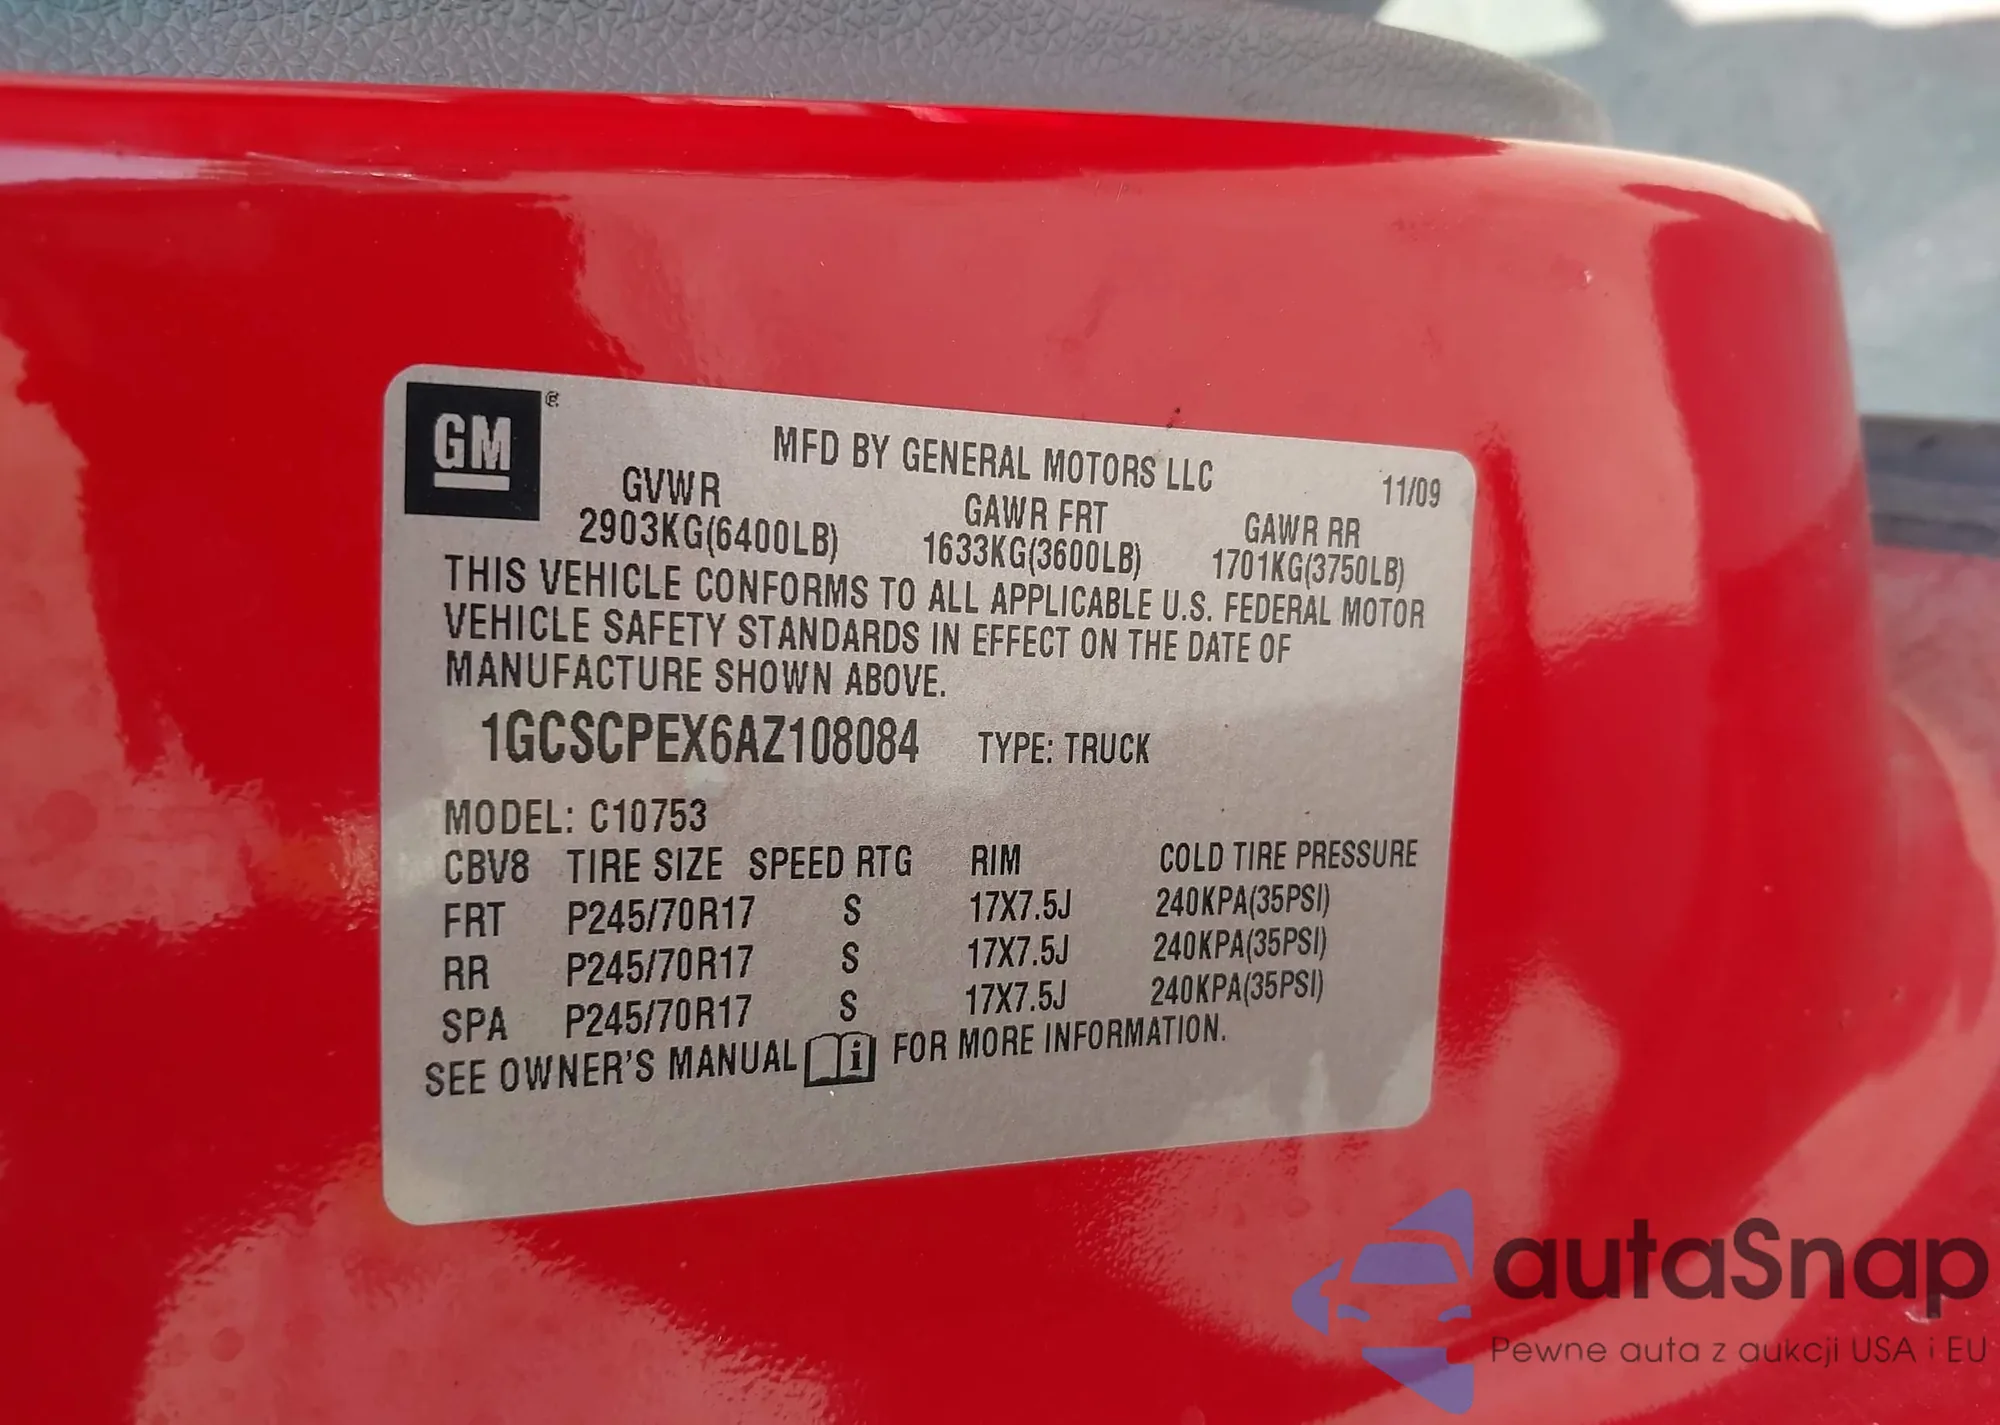 GM ®
MFD BY GENERAL MOTORS LLC 11/09
GVWR GAWR FRT GAWR RR
2903KG(6400LB) 1633KG(3600LB) 1701KG(3750LB)
THIS VEHICLE CONFORMS TO ALL APPLICABLE U.S. FEDERAL MOTOR
VEHICLE SAFETY STANDARDS IN EFFECT ON THE DATE OF
MANUFACTURE SHOWN ABOVE.
1GCSCPEX6AZ108084 TYPE: TRUCK
MODEL: C10753
CBV8 TIRE SIZE SPEED RTG RIM COLD TIRE PRESSURE
FRT P245/70R17 S 17X7.5J 240KPA(35PSI)
RR P245/70R17 S 17X7.5J 240KPA(35PSI)
SPA P245/70R17 S 17X7.5J 240KPA(35PSI)
SEE OWNER'S MANUAL i FOR MORE INFORMATION.
autaSnap
Pewne auta z aukcji USA i EU